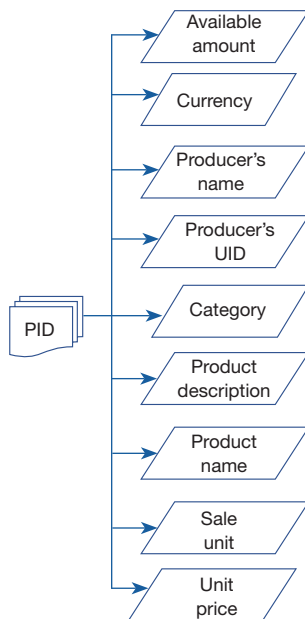 Available
amount
Currency
Producer's
name
Producer's
UID
Category
PID
Product
description
Product
name
Sale
unit
Unit
price